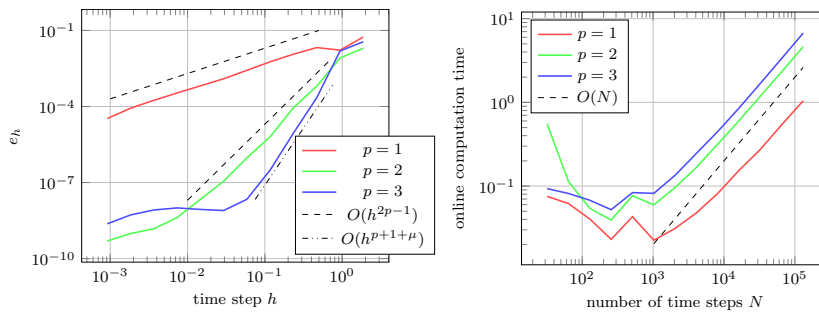 10^{-1}
10^{-4}
10^{-7}
10^{-10}
e_h
10^{-3}
10^{-2}
10^{-1}
10^{0}
time step h
p = 1
p = 2
p = 3
O(h^{2p−1})
O(h^{p+1+μ})
10^{1}
10^{0}
10^{-1}
online computation time
10^{2}
10^{3}
10^{4}
10^{5}
number of time steps N
p = 1
p = 2
p = 3
O(N)